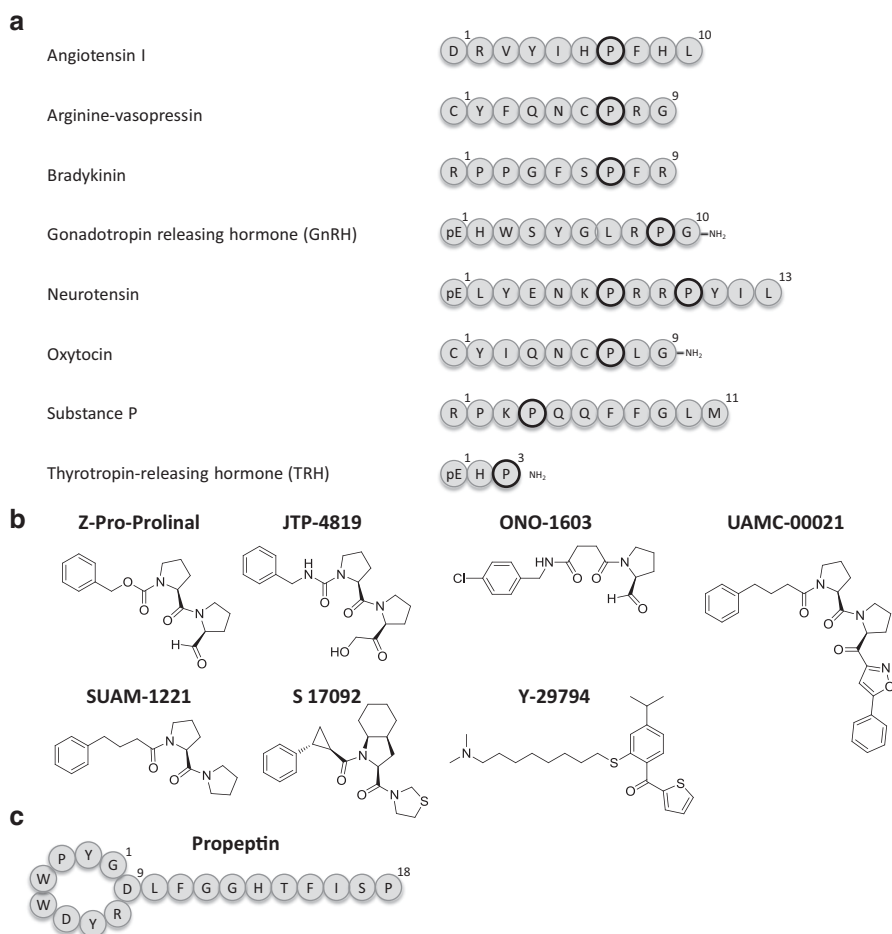 a
Angiotensin I
1 10
D R V Y I H P F H L
Arginine-vasopressin
1 9
C Y F Q N C P R G
Bradykinin
1 9
R P P G F S P F R
Gonadotropin releasing hormone (GnRH)
1 10
pE H W S Y G L R P G NH2
Neurotensin
1 13
pE L Y E N K P R R P Y I L
Oxytocin
1 9
C Y I Q N C P L G NH2
Substance P
1 11
R P K P Q Q F F G L M
Thyrotropin-releasing hormone (TRH)
1 3
pE H P NH2
b
Z-Pro-Prolinal
O N
O
O N
O
JTP-4819
H
N N
O
O N
HO O
ONO-1603
Cl
H
N
O O N
O
UAMC-00021
O N
O N
O
N
O
SUAM-1221
O
N
O N
S 17092
O N
O N
S
Y-29794
N
S
O
S
c
Propeptin
1 9 18
G Y P W W D Y R D L F G G H T F I S P